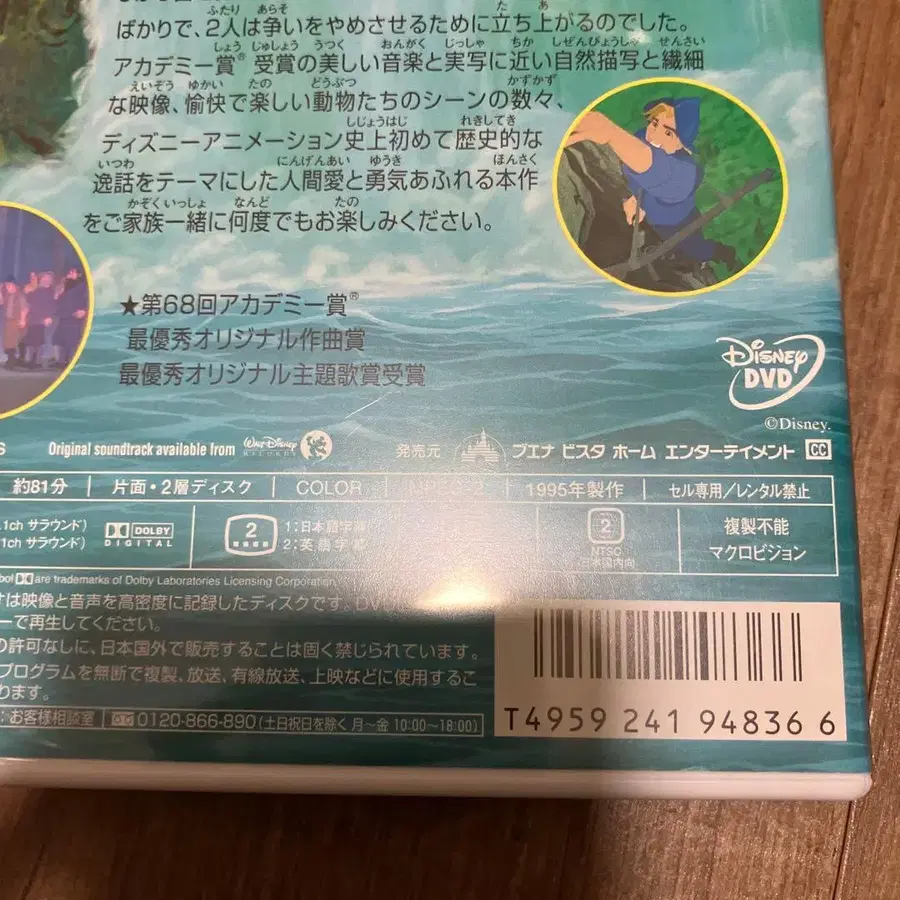 ばかりで、2人は争いをやめさせるために立ち上がるのでした。
アカデミー賞®受賞の美しい音楽と実写に近い自然描写と繊細
な映像、愉快で楽しい動物たちのシーンの数々、
ディズニーアニメーション史上初めて歴史的な
逸話をテーマにした人間愛と勇気あふれる本作
をご家族一緒に何度でもお楽しみください。
★第68回アカデミー賞®
最優秀オリジナル作曲賞
最優秀オリジナル主題歌賞受賞
DISNEY
DVD
©Disney.
S Original soundtrack available from WALT DISNEY RECORDS 発売元 ブエナ ビスタ ホーム エンターテイメント CC
約81分 片面・2層ディスク COLOR 1995年製作 セル専用/レンタル禁止
.1chサラウンド) DOLBY DIGITAL 2 1:日本語字幕 2 複製不能
1chサラウンド) 2:英語字幕 NTSC 日本国内向 マクロビジョン
bol are trademarks of Dolby Laboratories Licensing Corporation.
オは映像と音声を高密度に記録したディスクです。DV
ーで再生してください。
の許可なしに、日本国外で販売することは固く禁じられています。
プログラムを無断で複製、放送、有線放送、上映などに使用するこ
ります。
:お客様相談室 0120-866-890(土日祝日を除く 月~金 10:00~18:00)
T4959 241 94836 6